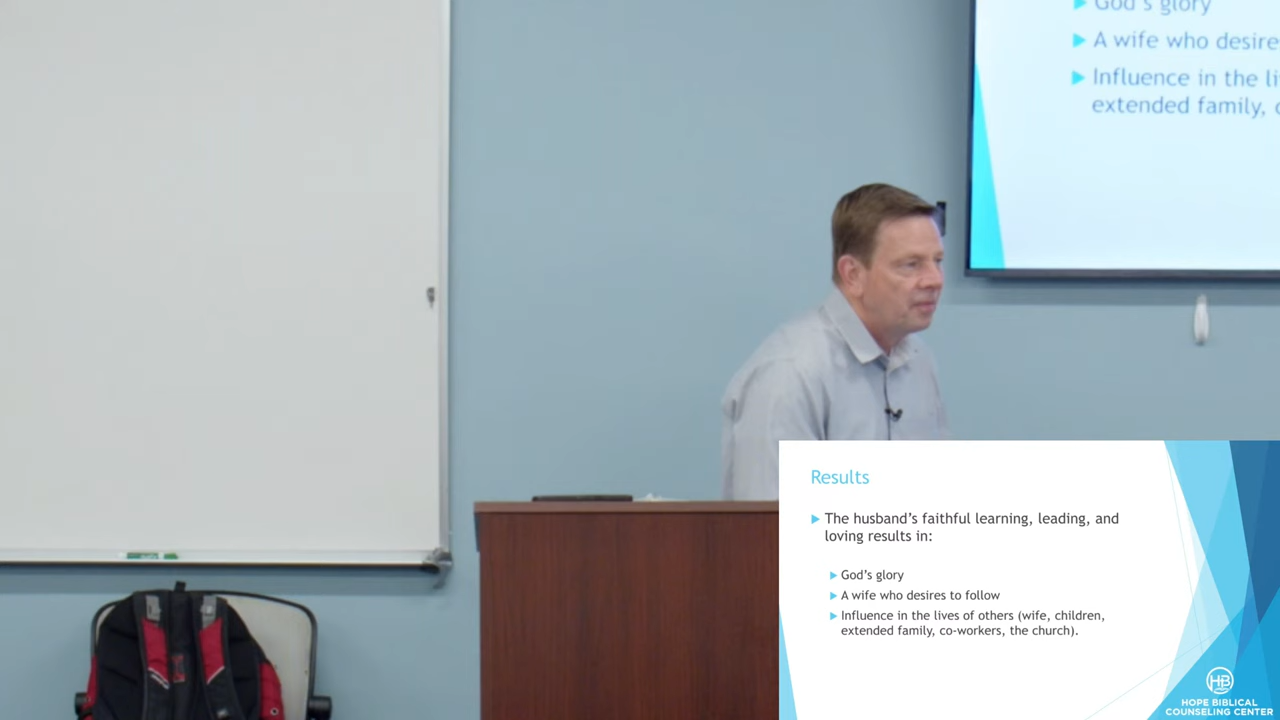 God's glory
A wife who desire
Influence in the li
extended family,
Results
The husband's faithful learning, leading, and
loving results in:
God's glory
A wife who desires to follow
Influence in the lives of others (wife, children,
extended family, co-workers, the church).
HB
HOPE BIBLICAL
COUNSELING CENTER